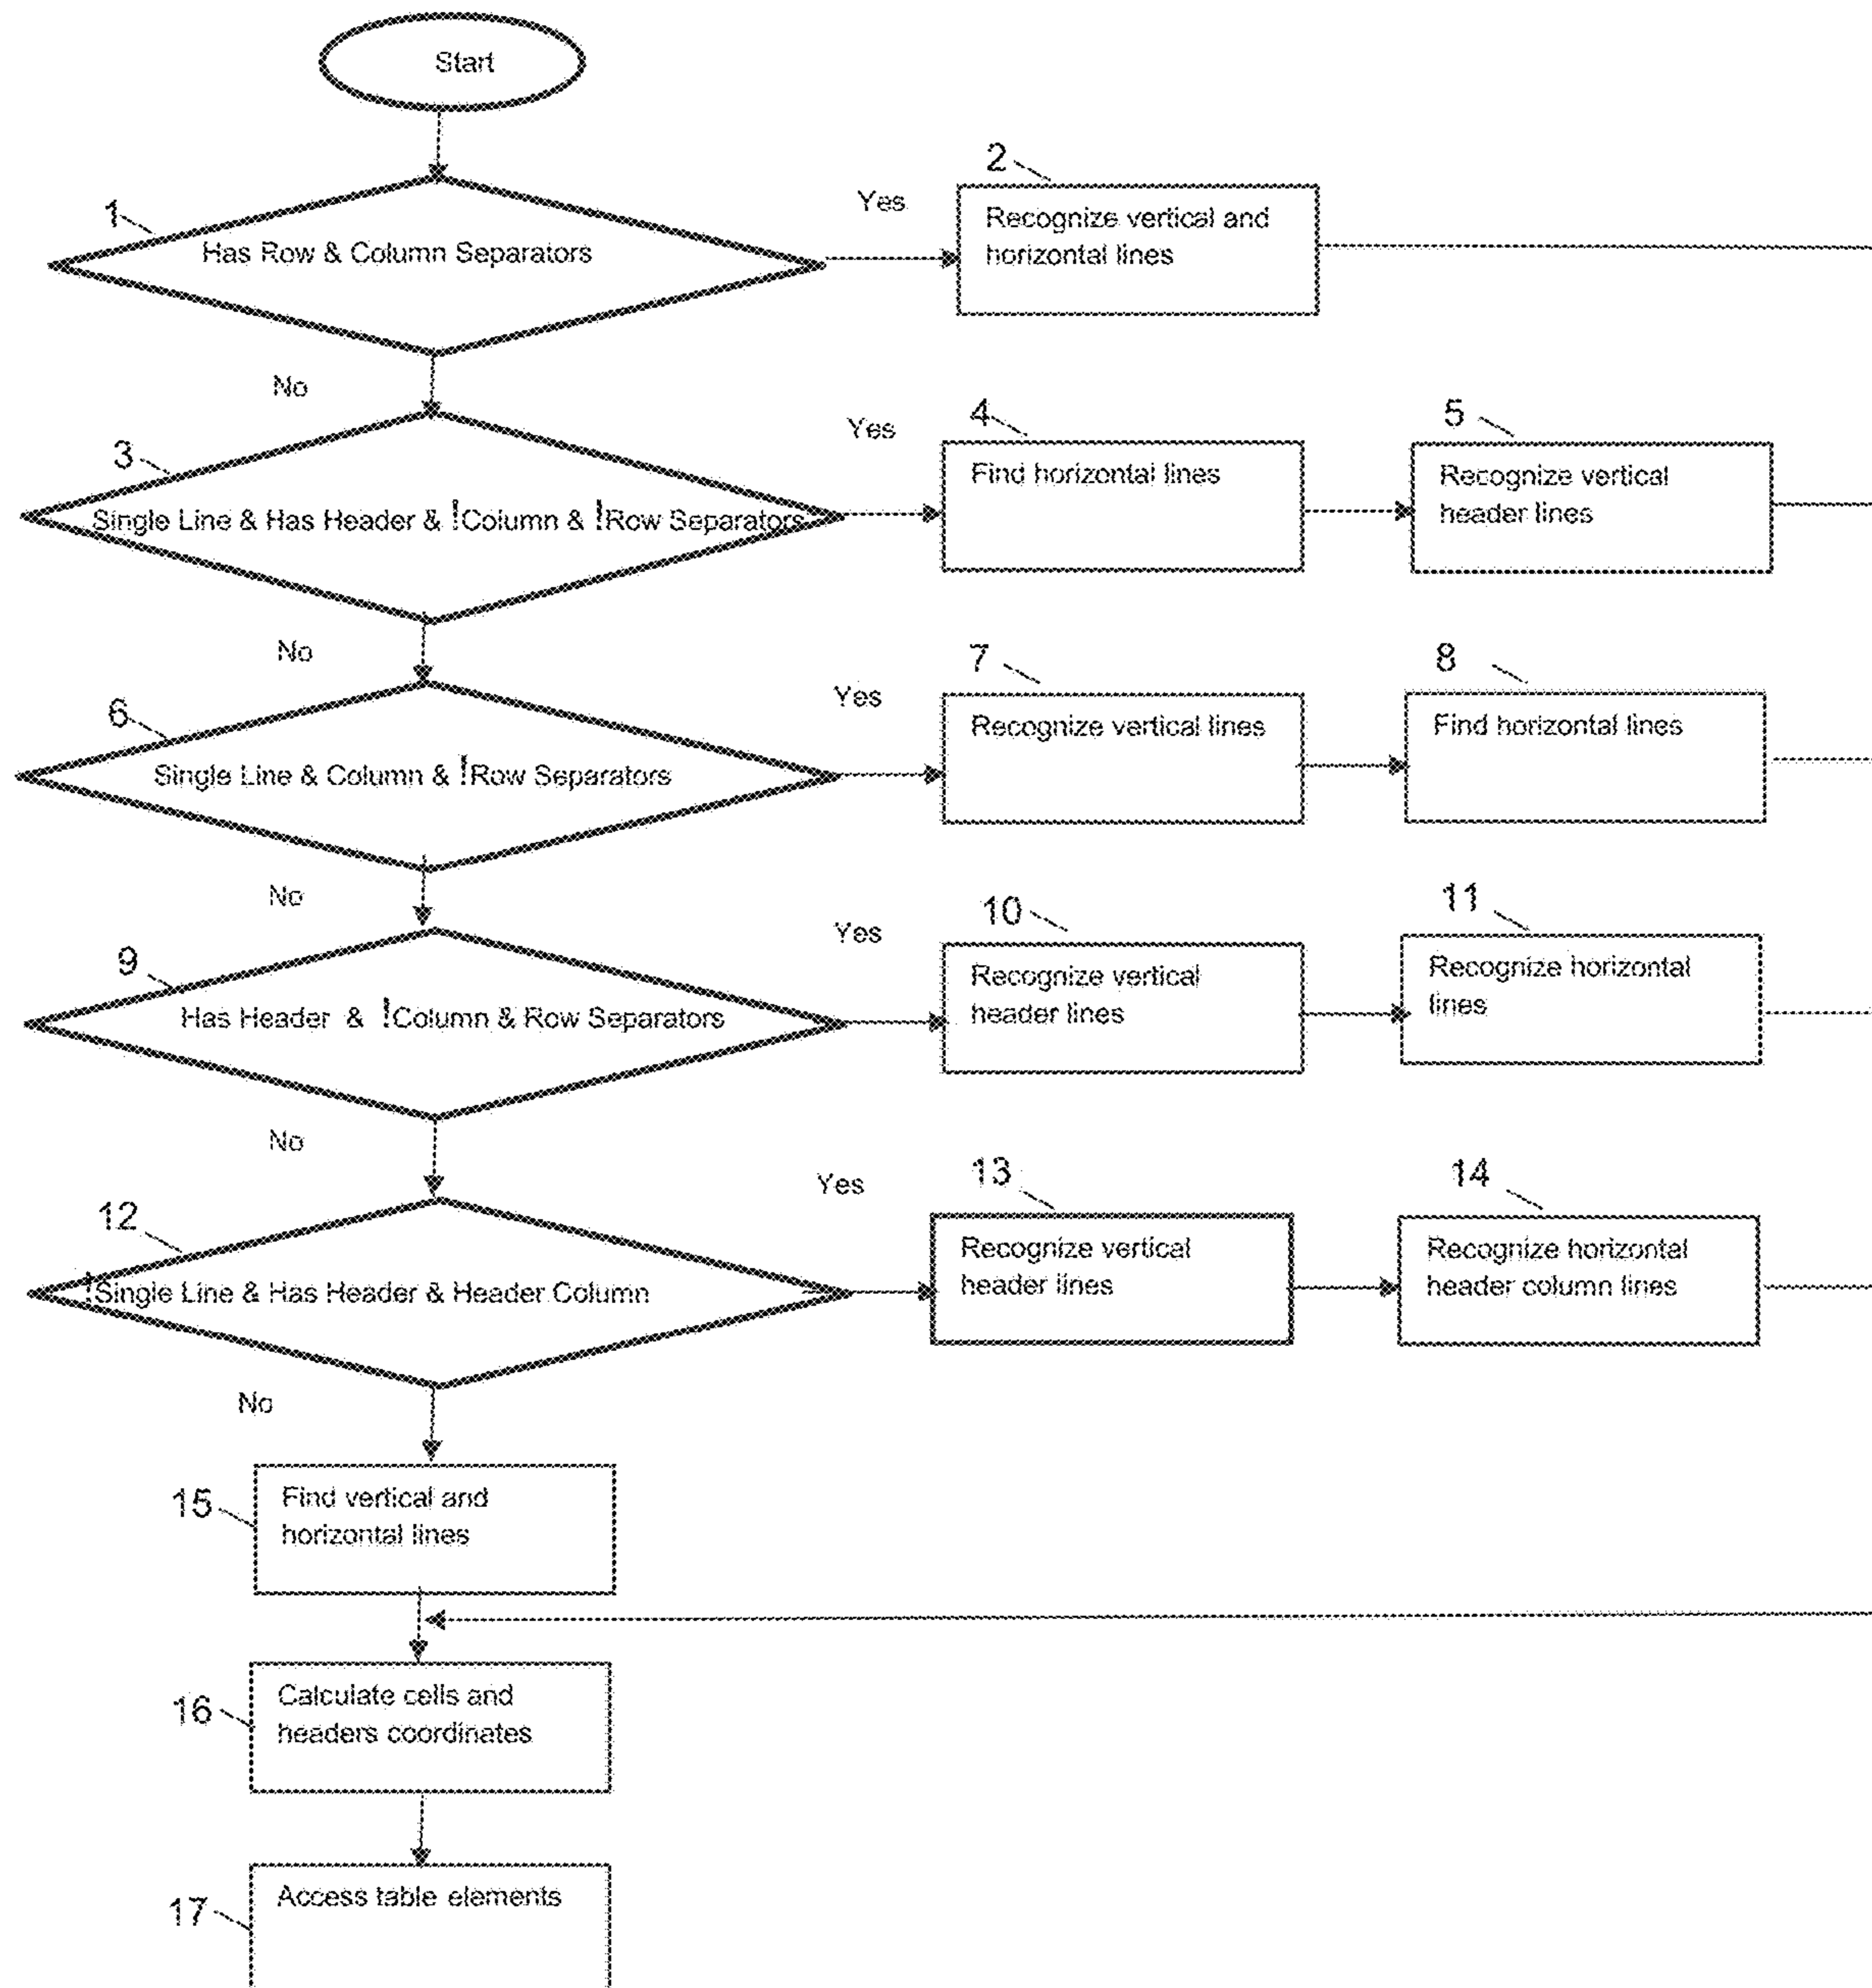 Start
1
Has Row & Column Separators
Yes
2
Recognize vertical and
horizontal lines
No
3
Single Line & Has Header & !Column & !Row Separators
Yes
4
Find horizontal lines
5
Recognize vertical
header lines
No
6
Single Line & Column & !Row Separators
Yes
7
Recognize vertical lines
8
Find horizontal lines
No
9
Has Header & !Column & Row Separators
Yes
10
Recognize vertical
header lines
11
Recognize horizontal
lines
No
12
!Single Line & Has Header & Header Column
Yes
13
Recognize vertical
header lines
14
Recognize horizontal
header column lines
No
15
Find vertical and
horizontal lines
16
Calculate cells and
headers coordinates
17
Access table elements